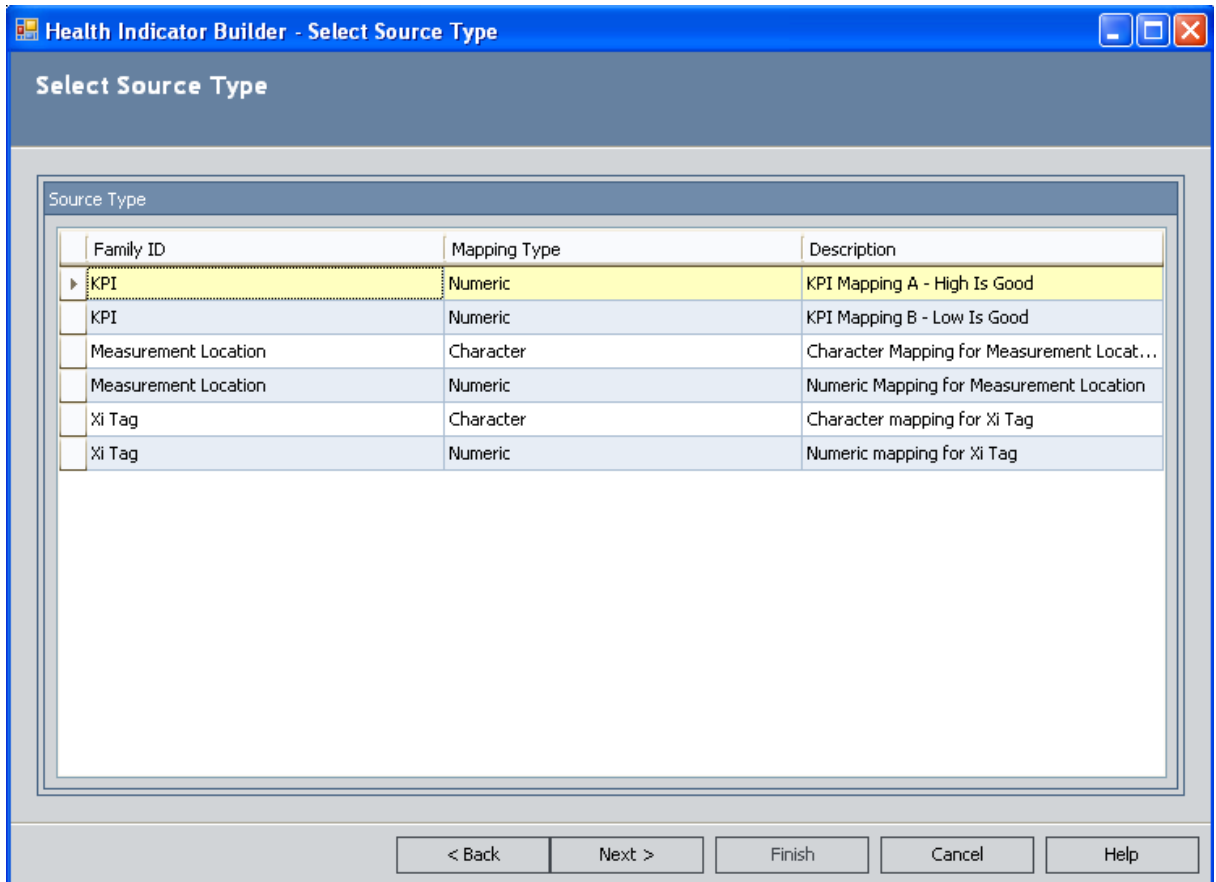 Health Indicator Builder - Select Source Type
Select Source Type
Source Type
Family ID Mapping Type Description
KPI Numeric KPI Mapping A - High Is Good
KPI Numeric KPI Mapping B - Low Is Good
Measurement Location Character Character Mapping for Measurement Locat...
Measurement Location Numeric Numeric Mapping for Measurement Location
Xi Tag Character Character mapping for Xi Tag
Xi Tag Numeric Numeric mapping for Xi Tag
< Back Next > Finish Cancel Help